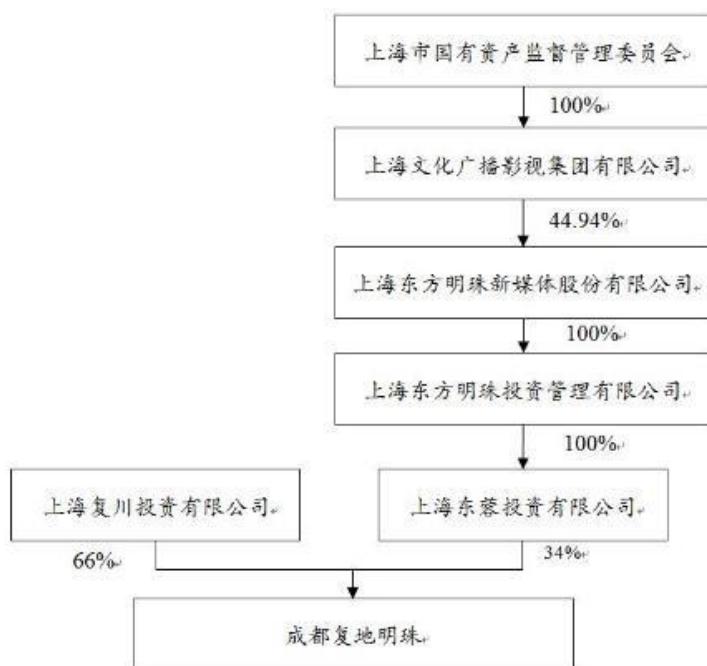 上海市国有资产监督管理委员会
100%
上海文化广播影视集团有限公司
44.94%
上海东方明珠新媒体股份有限公司
100%
上海东方明珠投资管理有限公司
100%
上海复川投资有限公司
上海东蓉投资有限公司
66%
34%
成都复地明珠